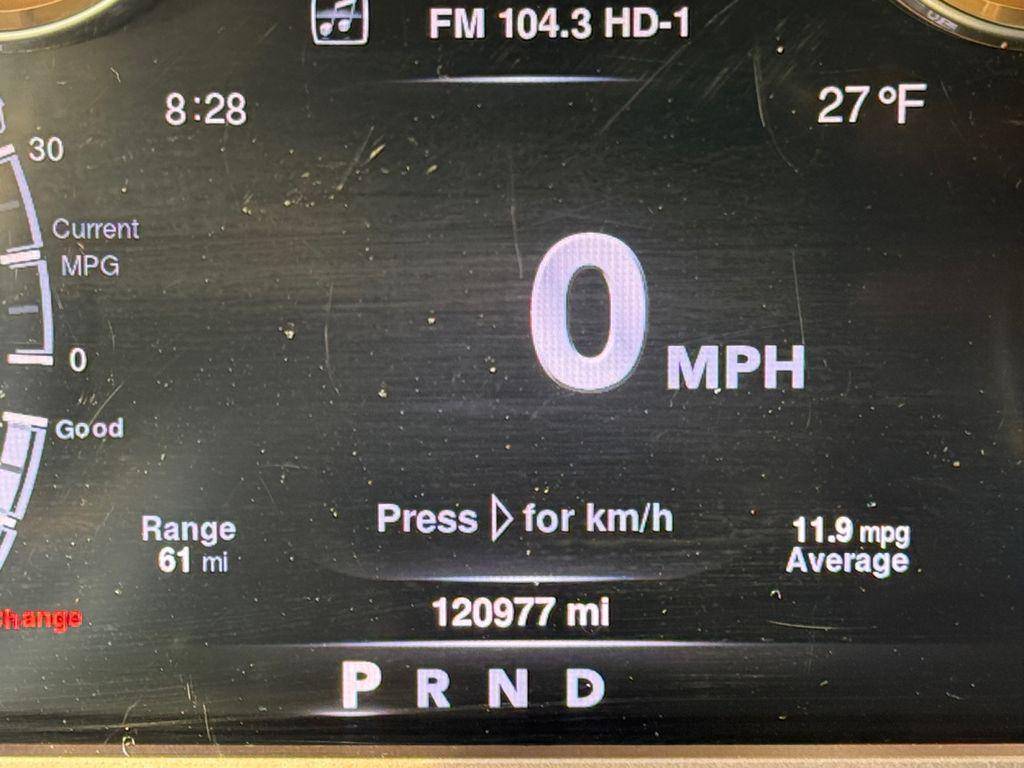 FM 104.3 HD-1
8:28
27°F
30
Current
MPG
0
0 MPH
Good
Press ▷ for km/h
Range
61 mi
11.9 mpg
Average
120977 mi
hange
P R N D